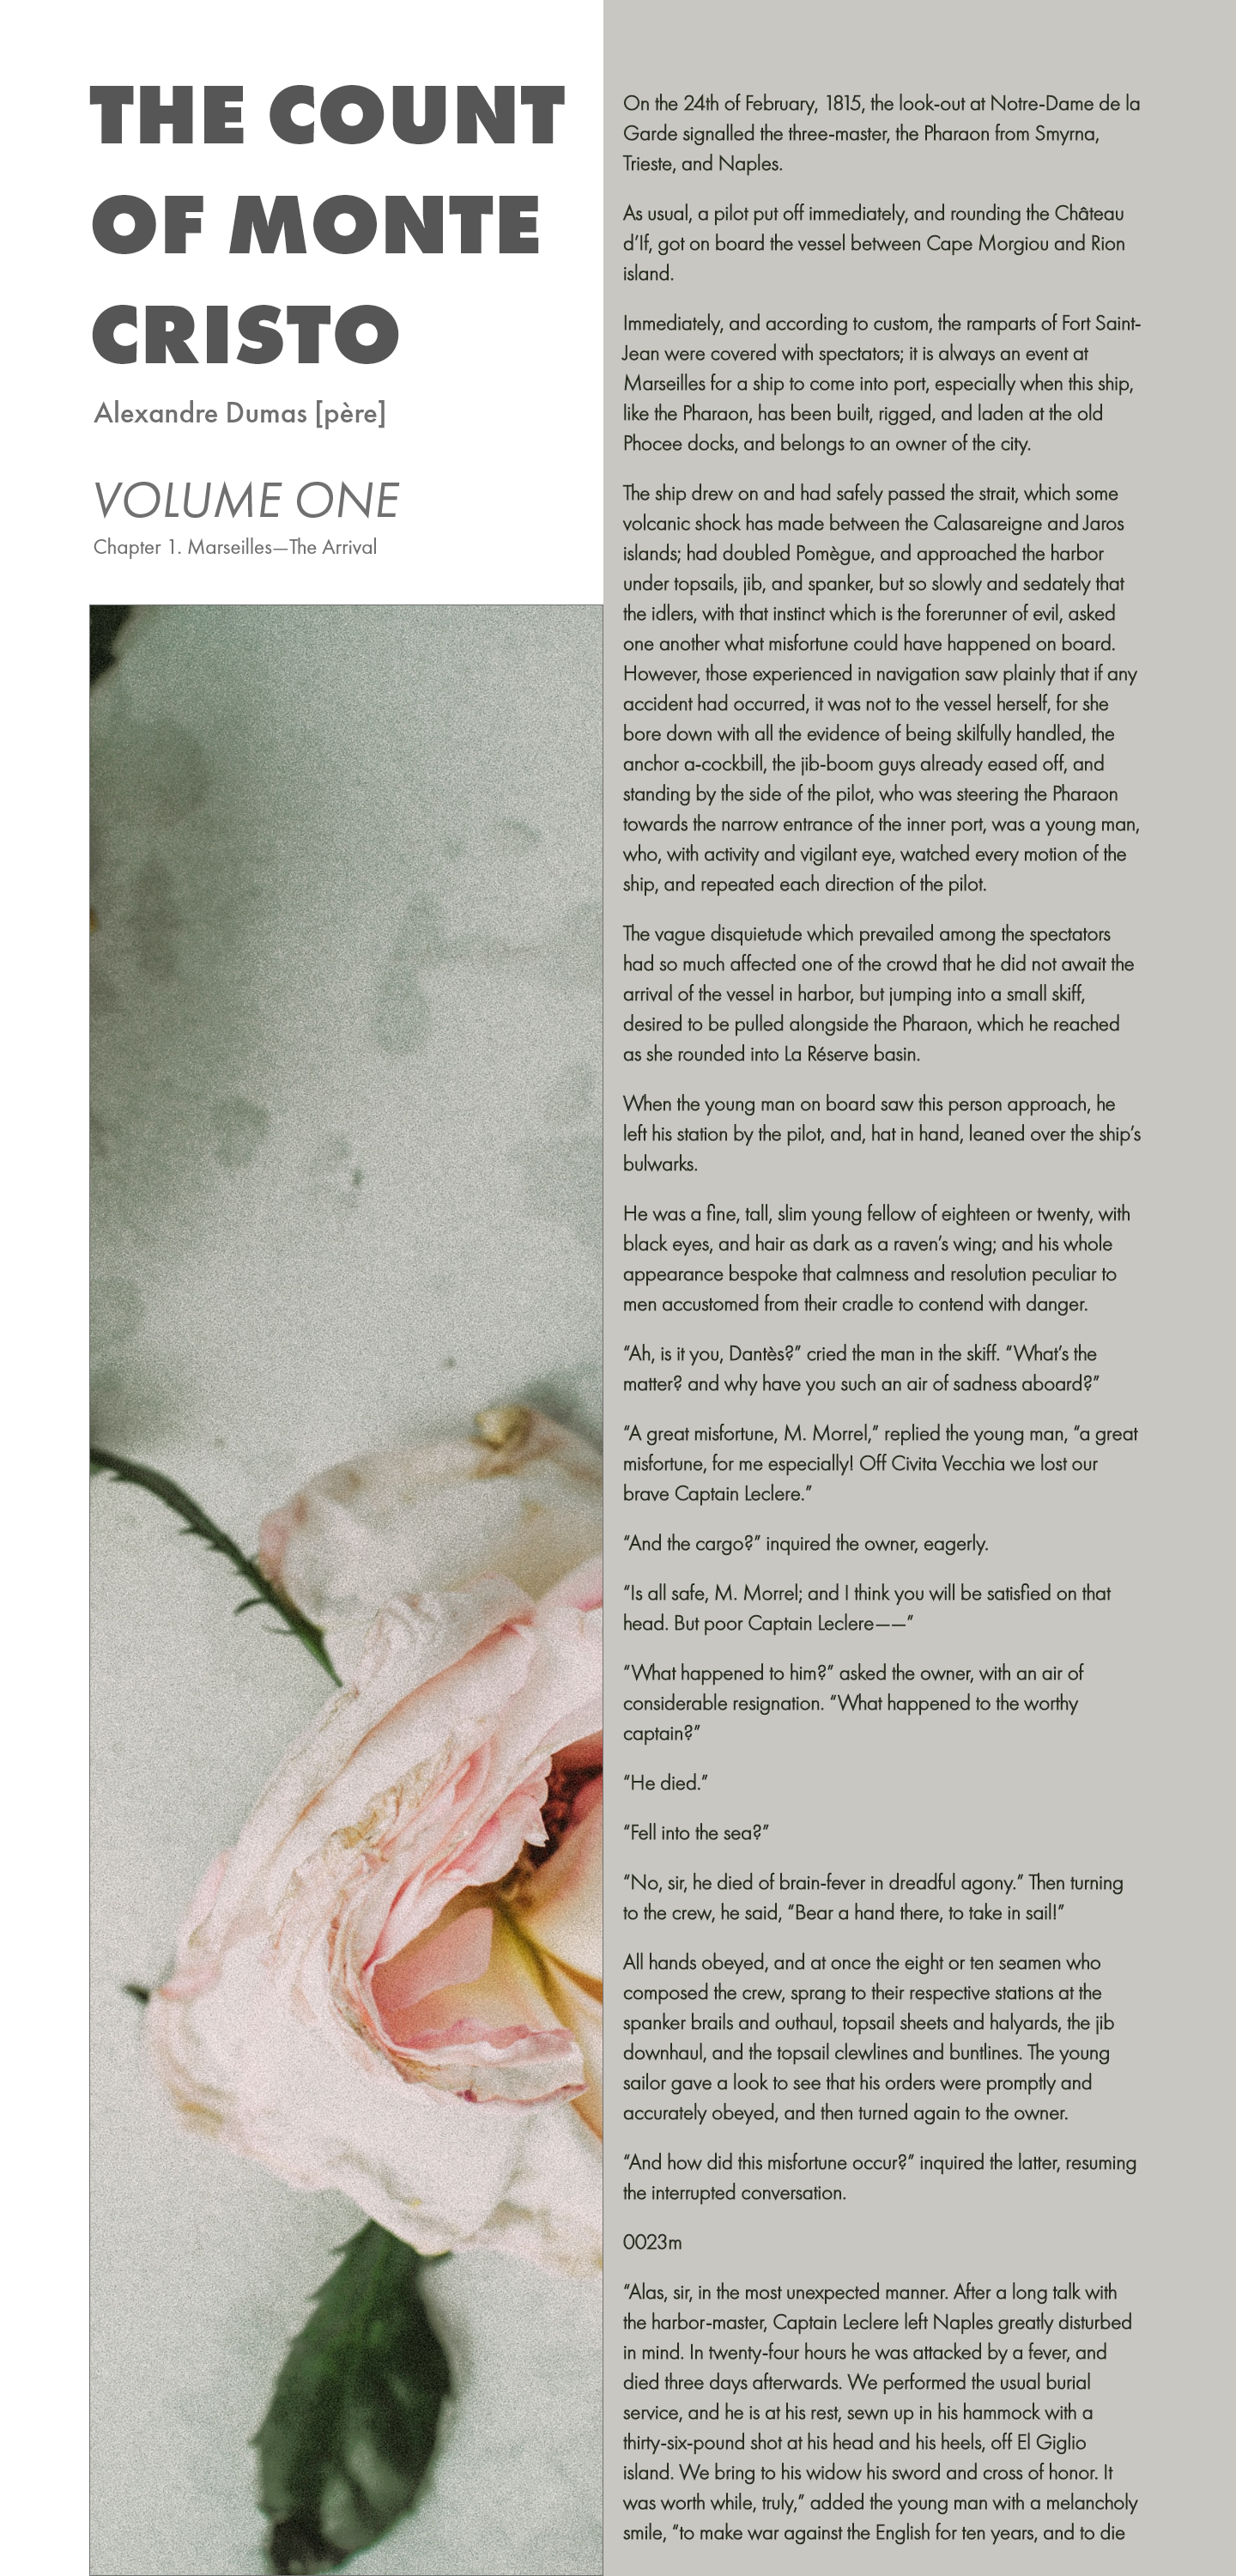 THE COUNT
OF MONTE
CRISTO
Alexandre Dumas [père]
VOLUME ONE
Chapter 1. Marseilles—The Arrival
On the 24th of February, 1815, the look-out at Notre-Dame de la
Garde signalled the three-master, the Pharaon from Smyrna,
Trieste, and Naples.
As usual, a pilot put off immediately, and rounding the Château
d’If, got on board the vessel between Cape Morgiou and Rion
island.
Immediately, and according to custom, the ramparts of Fort Saint-
Jean were covered with spectators; it is always an event at
Marseilles for a ship to come into port, especially when this ship,
like the Pharaon, has been built, rigged, and laden at the old
Phocee docks, and belongs to an owner of the city.
The ship drew on and had safely passed the strait, which some
volcanic shock has made between the Calasareigne and Jaros
islands; had doubled Pomègue, and approached the harbor
under topsails, jib, and spanker, but so slowly and sedately that
the idlers, with that instinct which is the forerunner of evil, asked
one another what misfortune could have happened on board.
However, those experienced in navigation saw plainly that if any
accident had occurred, it was not to the vessel herself, for she
bore down with all the evidence of being skilfully handled, the
anchor a-cockbill, the jib-boom guys already eased off, and
standing by the side of the pilot, who was steering the Pharaon
towards the narrow entrance of the inner port, was a young man,
who, with activity and vigilant eye, watched every motion of the
ship, and repeated each direction of the pilot.
The vague disquietude which prevailed among the spectators
had so much affected one of the crowd that he did not await the
arrival of the vessel in harbor, but jumping into a small skiff,
desired to be pulled alongside the Pharaon, which he reached
as she rounded into La Réserve basin.
When the young man on board saw this person approach, he
left his station by the pilot, and, hat in hand, leaned over the ship’s
bulwarks.
He was a fine, tall, slim young fellow of eighteen or twenty, with
black eyes, and hair as dark as a raven’s wing; and his whole
appearance bespoke that calmness and resolution peculiar to
men accustomed from their cradle to contend with danger.
“Ah, is it you, Dantès?” cried the man in the skiff. “What’s the
matter? and why have you such an air of sadness aboard?”
“A great misfortune, M. Morrel,” replied the young man, “a great
misfortune, for me especially! Off Civita Vecchia we lost our
brave Captain Leclere.”
“And the cargo?” inquired the owner, eagerly.
“Is all safe, M. Morrel; and I think you will be satisfied on that
head. But poor Captain Leclere——”
“What happened to him?” asked the owner, with an air of
considerable resignation. “What happened to the worthy
captain?”
“He died.”
“Fell into the sea?”
“No, sir, he died of brain-fever in dreadful agony.” Then turning
to the crew, he said, “Bear a hand there, to take in sail!”
All hands obeyed, and at once the eight or ten seamen who
composed the crew, sprang to their respective stations at the
spanker brails and outhaul, topsail sheets and halyards, the jib
downhaul, and the topsail clewlines and buntlines. The young
sailor gave a look to see that his orders were promptly and
accurately obeyed, and then turned again to the owner.
“And how did this misfortune occur?” inquired the latter, resuming
the interrupted conversation.
0023m
“Alas, sir, in the most unexpected manner. After a long talk with
the harbor-master, Captain Leclere left Naples greatly disturbed
in mind. In twenty-four hours he was attacked by a fever, and
died three days afterwards. We performed the usual burial
service, and he is at his rest, sewn up in his hammock with a
thirty-six-pound shot at his head and his heels, off El Giglio
island. We bring to his widow his sword and cross of honor. It
was worth while, truly,” added the young man with a melancholy
smile, “to make war against the English for ten years, and to die